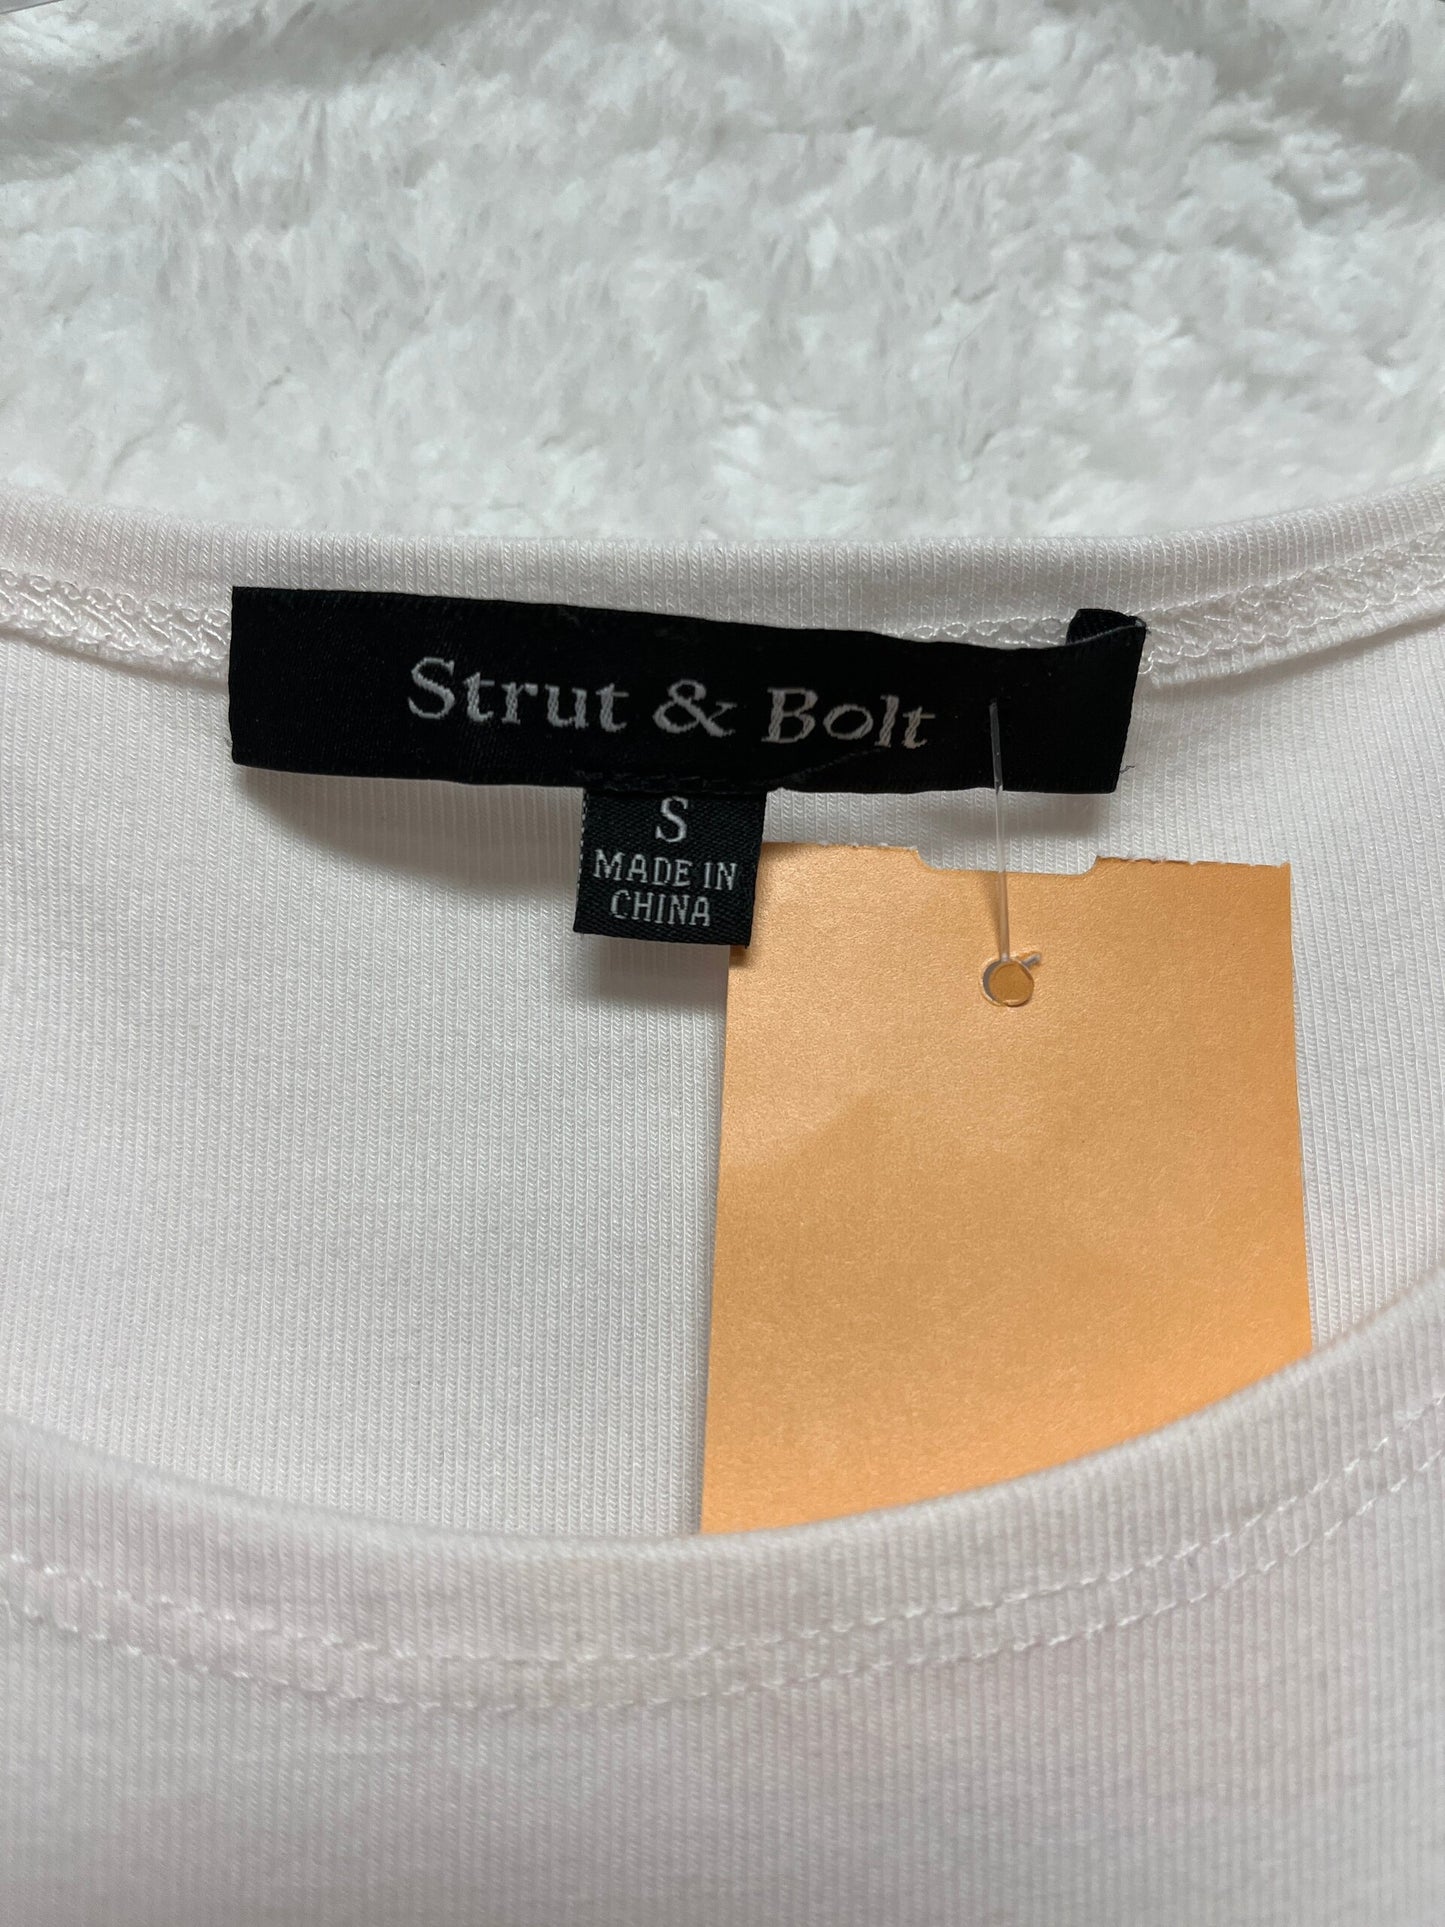 Strut & Bolt
S
MADE IN
CHINA